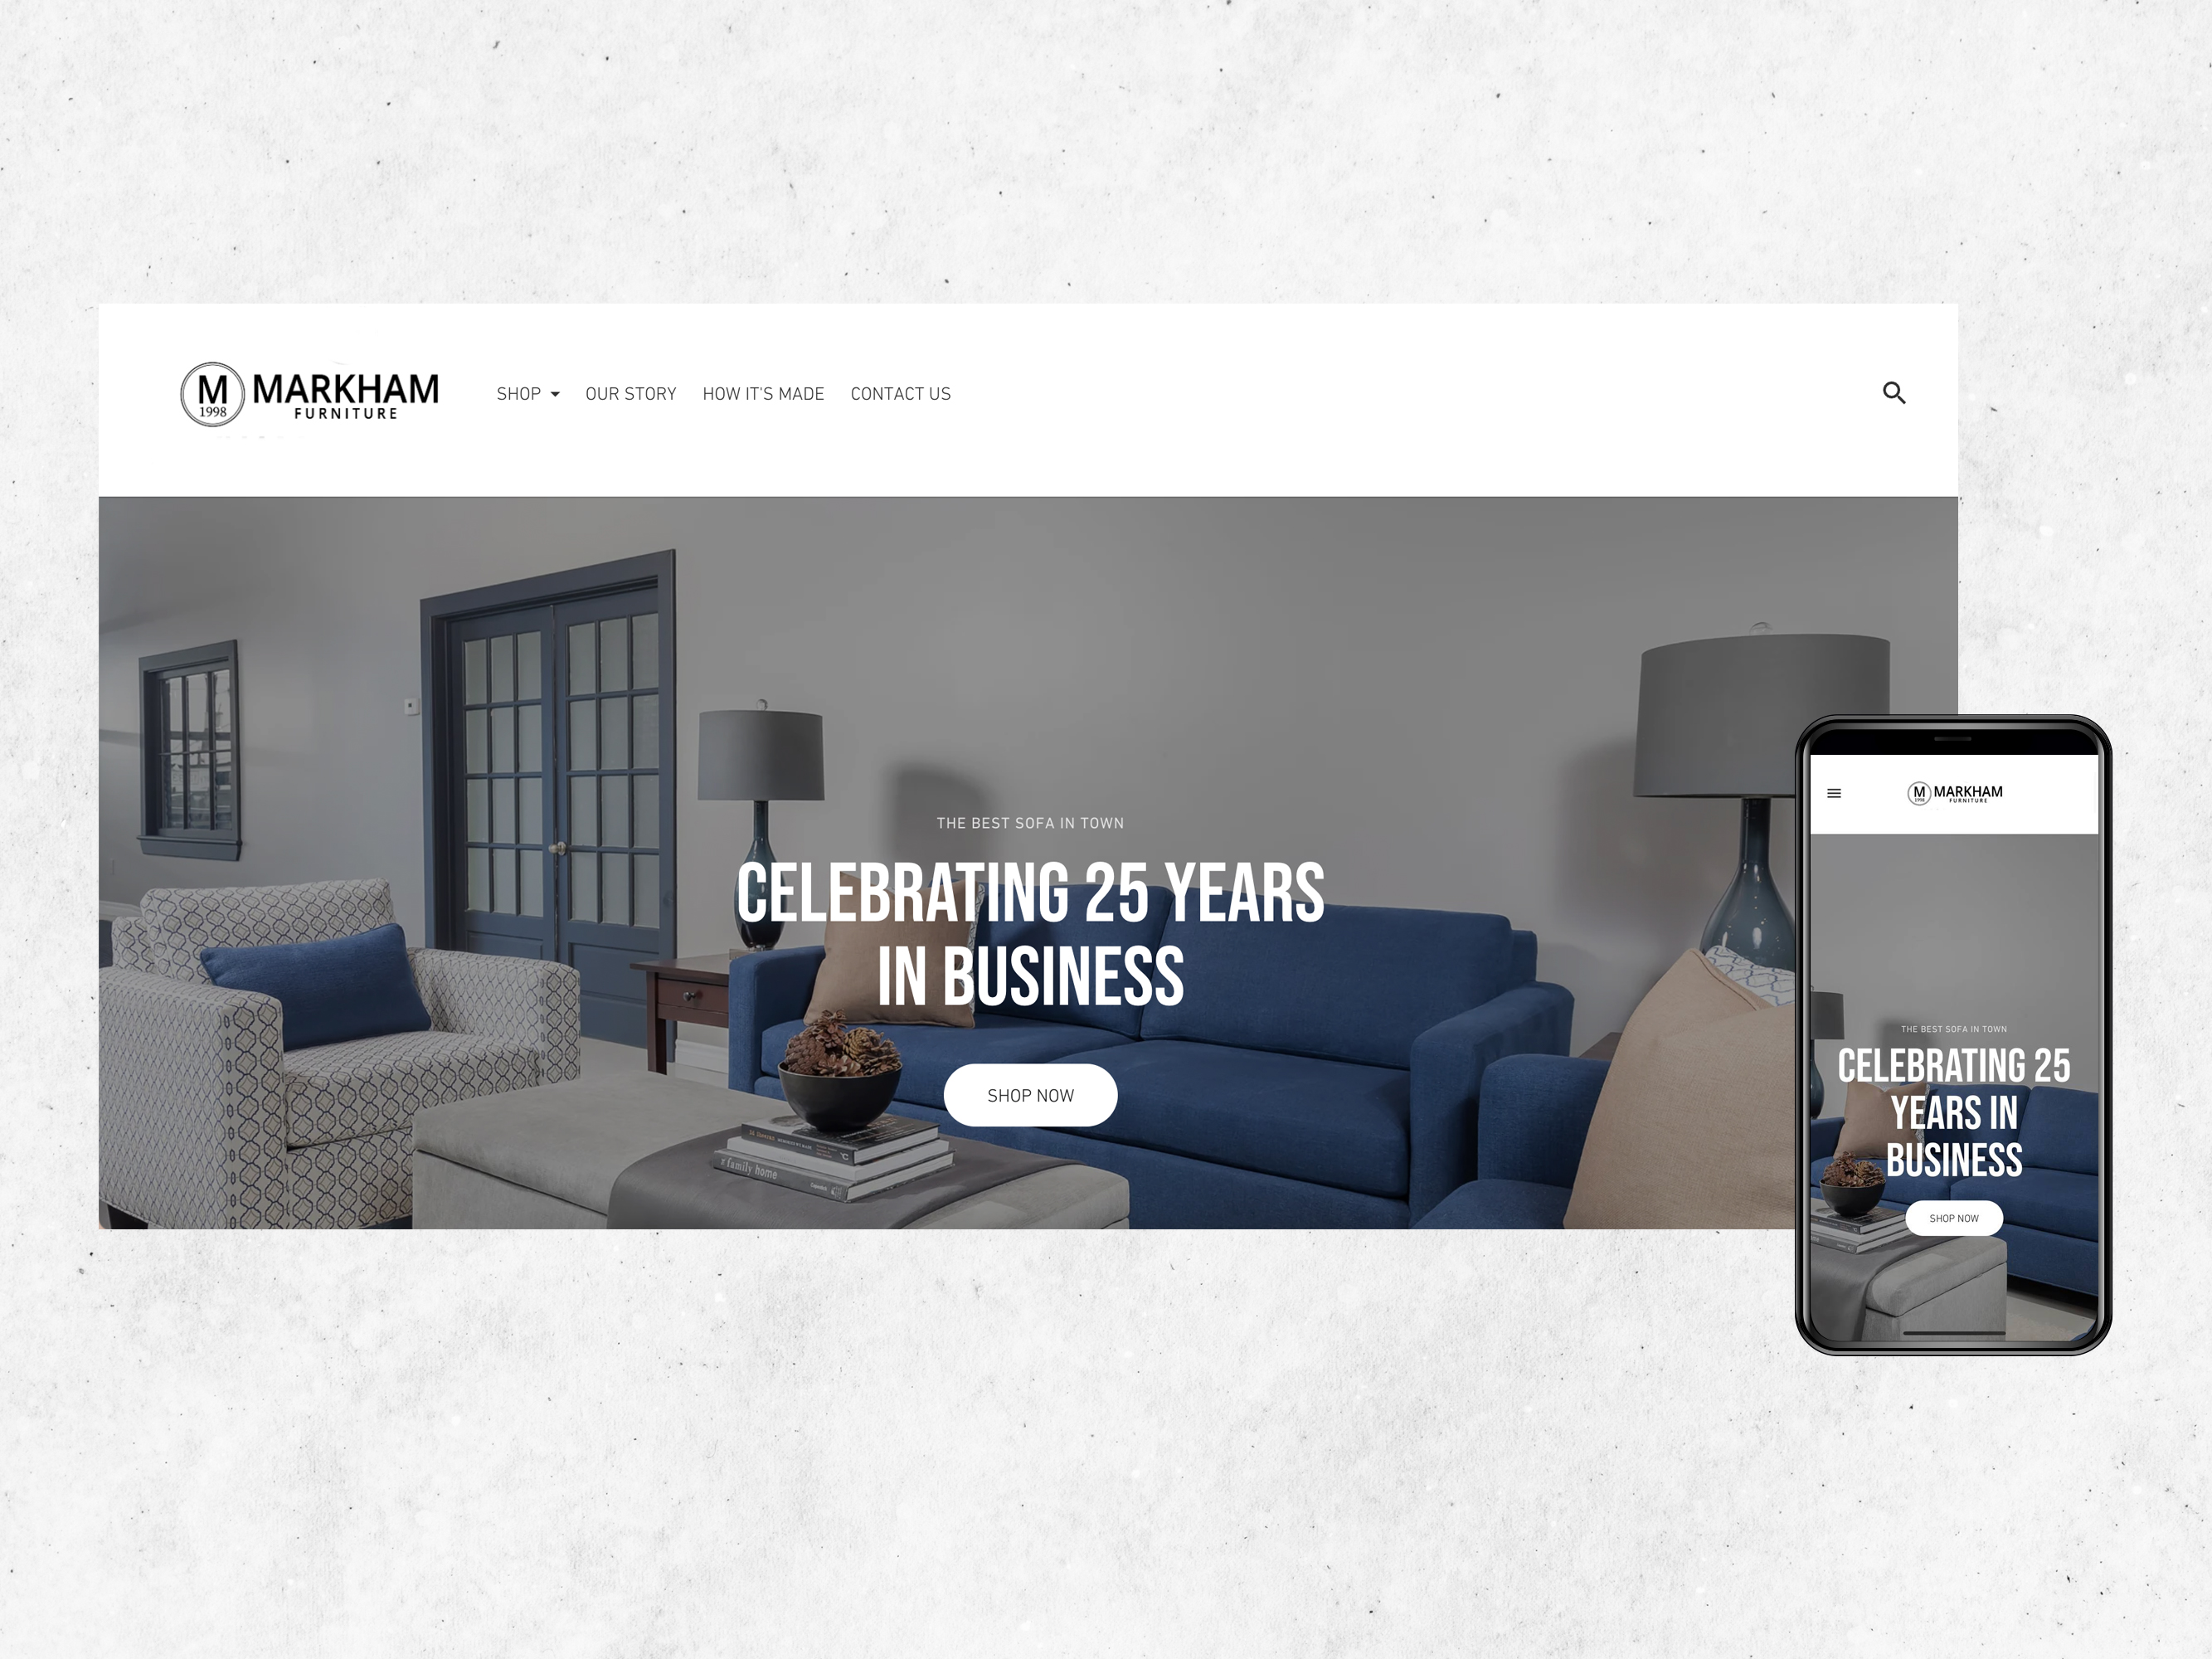 M
1998
MARKHAM
FURNITURE
SHOP
OUR STORY
HOW IT'S MADE
CONTACT US
THE BEST SOFA IN TOWN
CELEBRATING 25 YEARS
IN BUSINESS
SHOP NOW
family home
M
1998
MARKHAM
FURNITURE
THE BEST SOFA IN TOWN
CELEBRATING 25
YEARS IN
BUSINESS
SHOP NOW